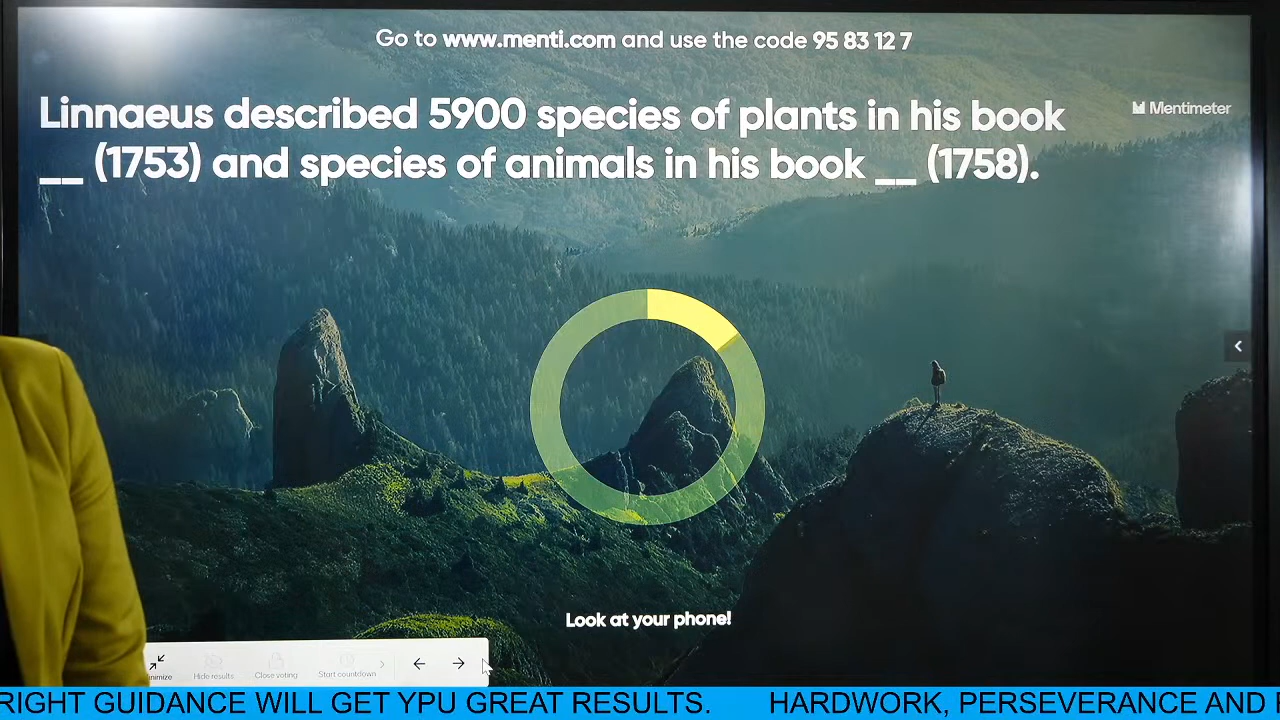 Go to www.menti.com and use the code 95 83 12 7
Linnaeus described 5900 species of plants in his book
__ (1753) and species of animals in his book __ (1758).
Mentimeter
Look at your phone!
Hide results
Close voting
Start countdown
RIGHT GUIDANCE WILL GET YPU GREAT RESULTS. HARDWORK, PERSEVERANCE AND